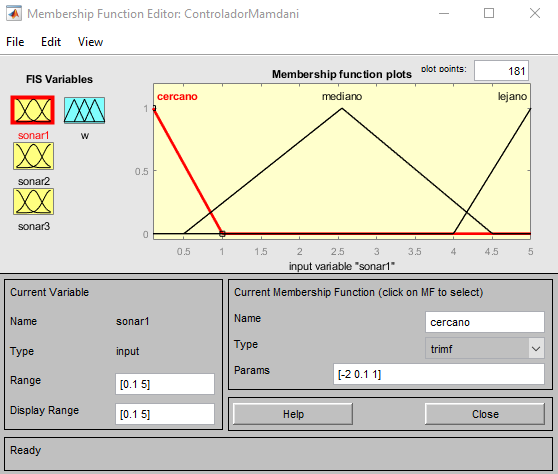 Membership Function Editor: ControladorMamdani
File Edit View
FIS Variables
sonar1
w
sonar2
sonar3
Membership function plots
plot points: 181
cercano mediano lejano
1
0.5
0
0.5 1 1.5 2 2.5 3 3.5 4 4.5 5
input variable "sonar1"
Current Variable
Name sonar1
Type input
Range [0.1 5]
Display Range [0.1 5]
Current Membership Function (click on MF to select)
Name cercano
Type trimf
Params [-2 0.1 1]
Help Close
Ready